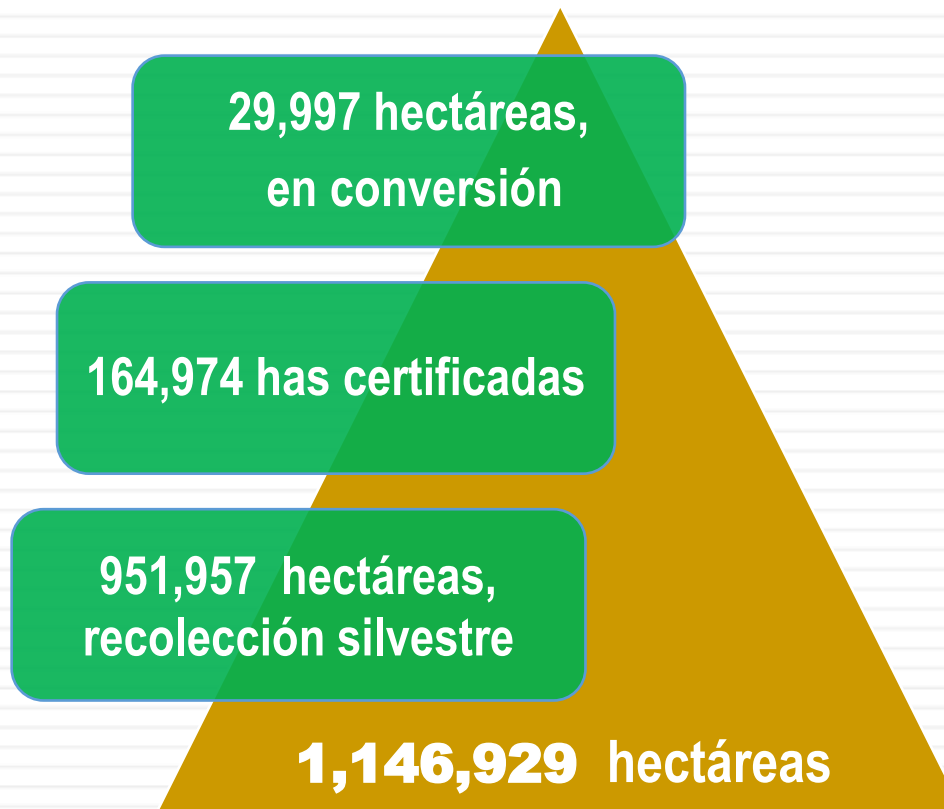 29,997 hectáreas,
en conversión
164,974 has certificadas
951,957 hectáreas,
recolección silvestre
1,146,929 hectáreas